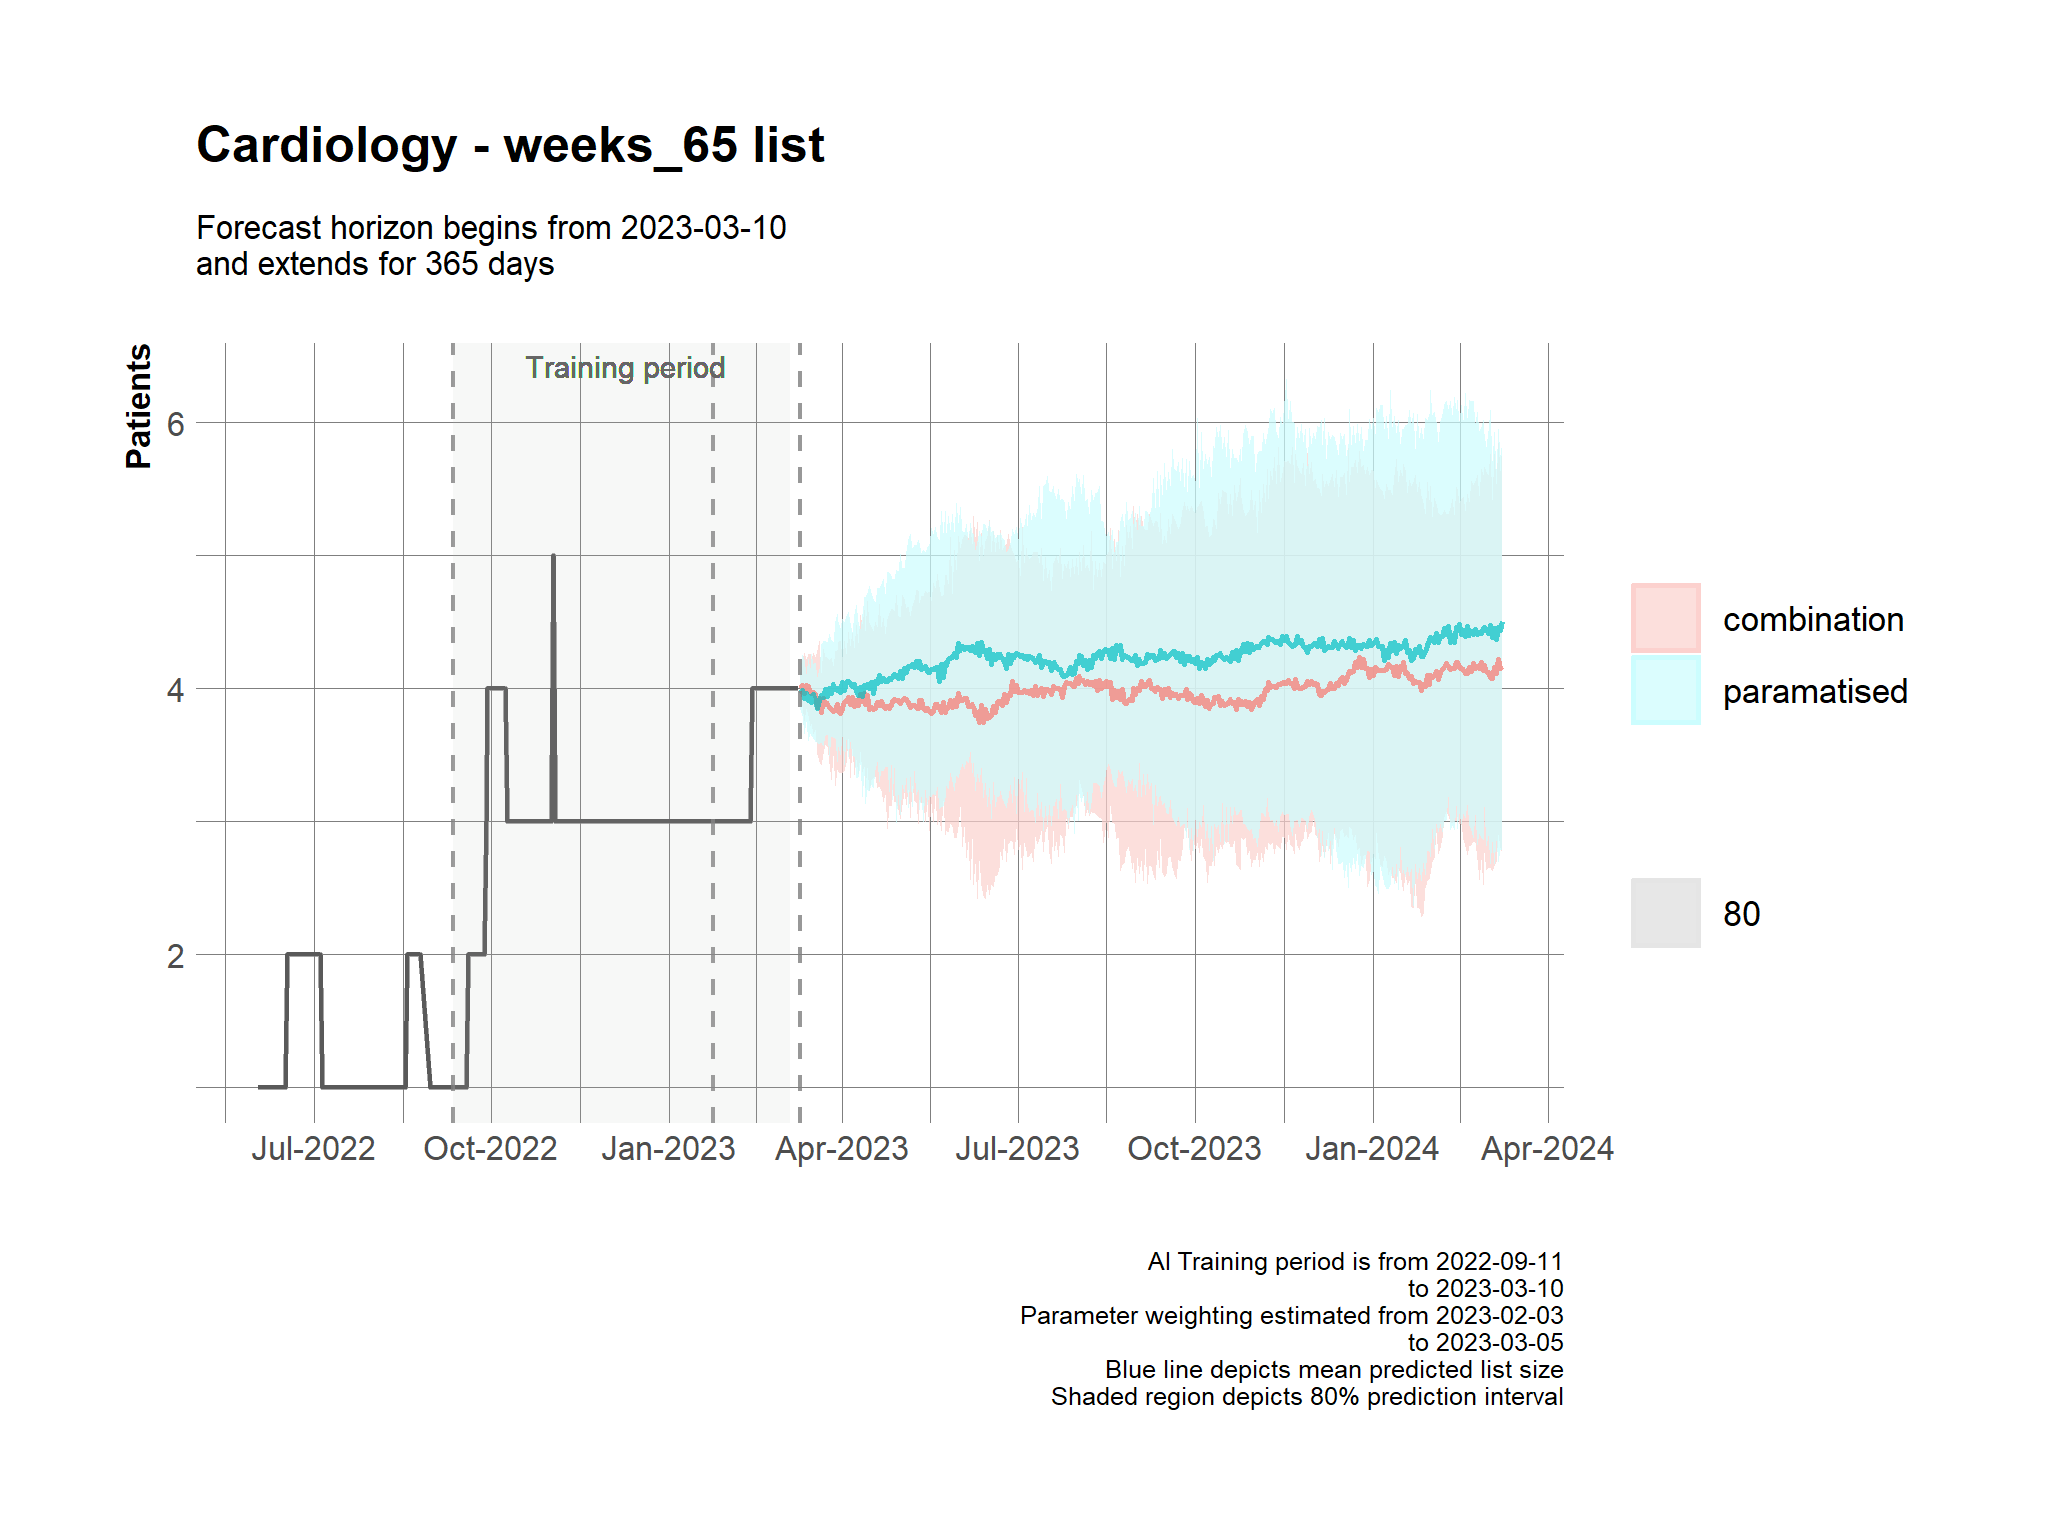 Cardiology - weeks_65 list
Forecast horizon begins from 2023-03-10
and extends for 365 days
Patients
Training period
6
4
2
Jul-2022
Oct-2022
Jan-2023
Apr-2023
Jul-2023
Oct-2023
Jan-2024
Apr-2024
combination
paramatised
80
AI Training period is from 2022-09-11
to 2023-03-10
Parameter weighting estimated from 2023-02-03
to 2023-03-05
Blue line depicts mean predicted list size
Shaded region depicts 80% prediction interval